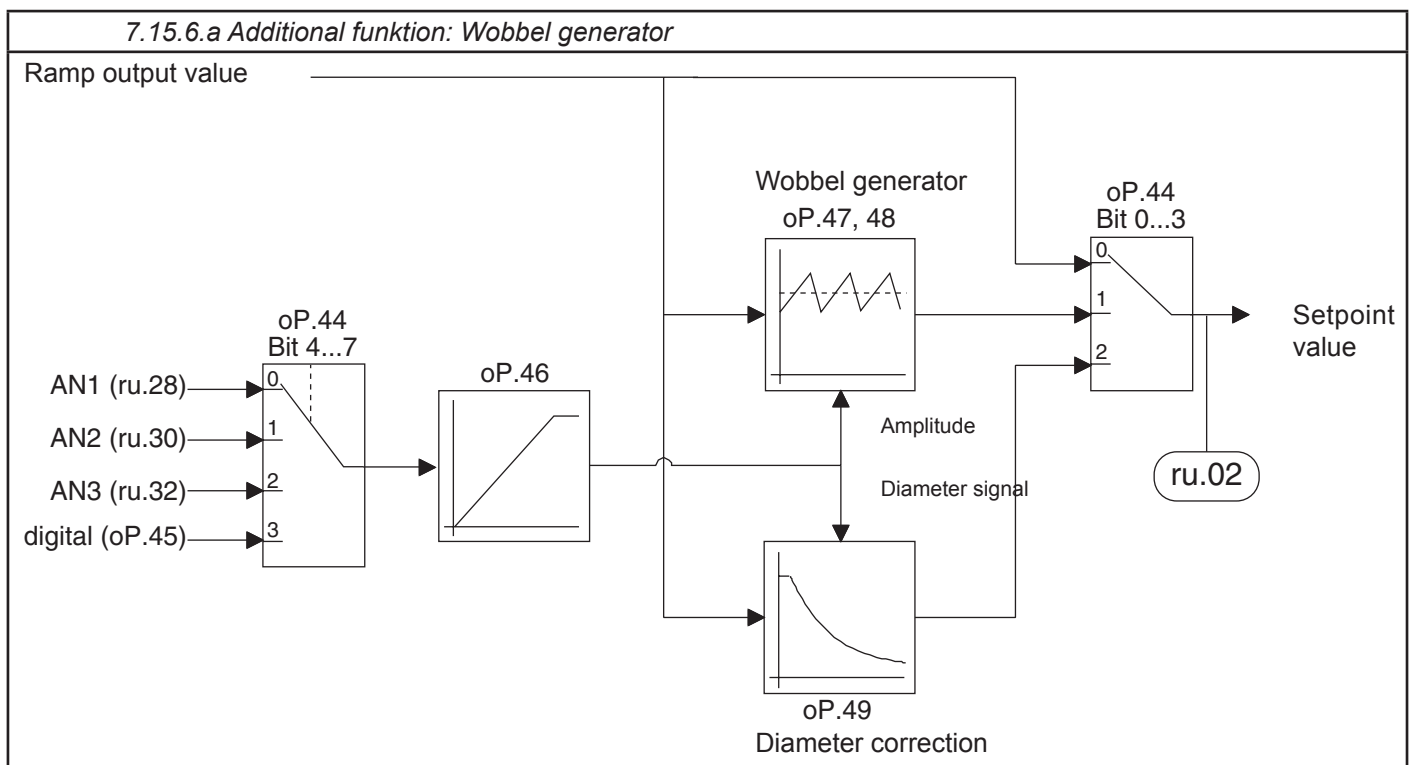 7.15.6.a Additional funktion: Wobbel generator
Ramp output value
Wobbel generator
oP.47, 48
oP.44
Bit 0...3
0
1
2
Setpoint
value
ru.02
oP.44
Bit 4...7
AN1 (ru.28)
0
AN2 (ru.30)
1
AN3 (ru.32)
2
digital (oP.45)
3
oP.46
Amplitude
Diameter signal
oP.49
Diameter correction